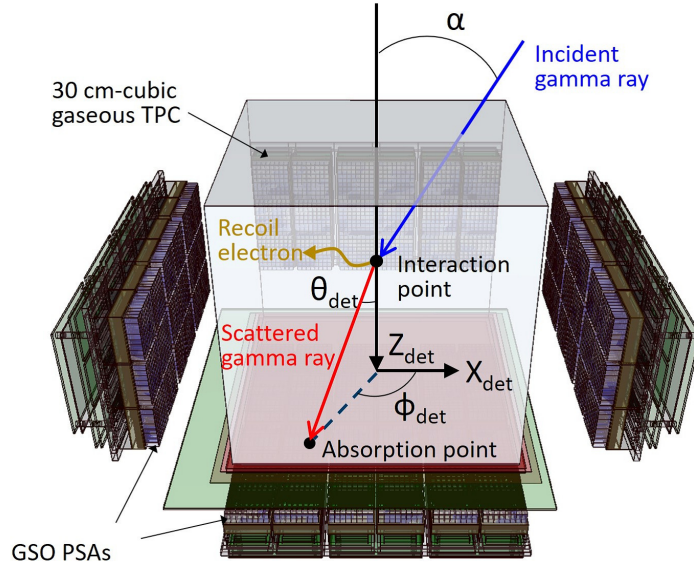 α
Incident
gamma ray
30 cm-cubic
gaseous TPC
Recoil
electron
Interaction
point
θdet
Scattered
gamma ray
Zdet
Xdet
ϕdet
Absorption point
GSO PSAs